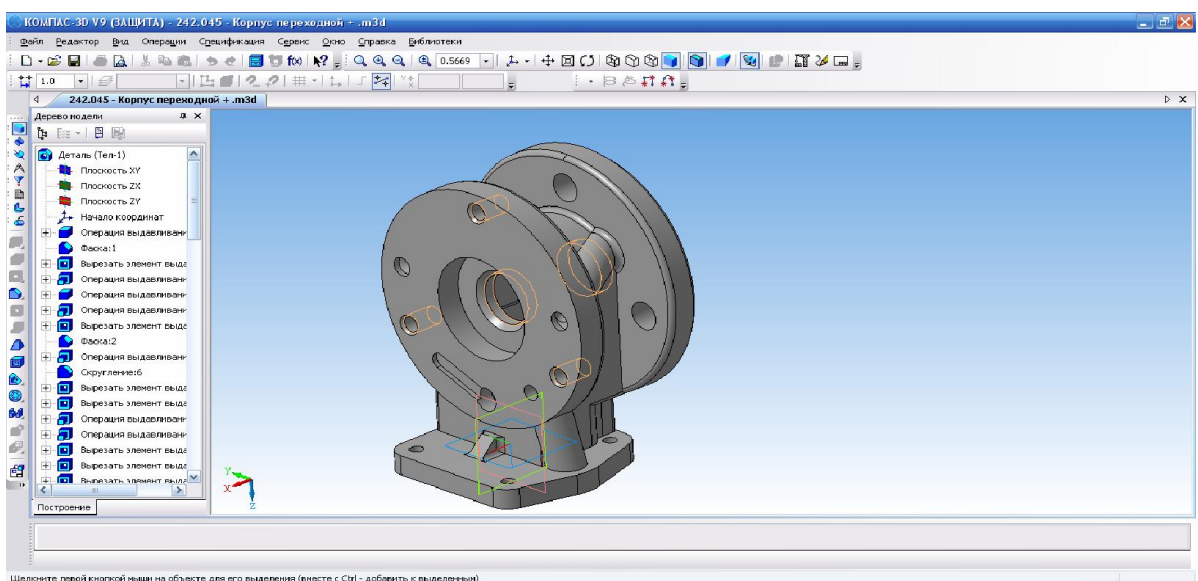 КОМПАС-3D V9 (ЗАЩИТА) - 242.045 - Корпус переходной + .m3d
Файл Редактор Вид Операции Спецификация Сервис Окно Справка Библиотеки
0.5669
1.0
242.045 - Корпус переходной + .m3d
Дерево модели
Деталь (Тел-1)
Плоскость XY
Плоскость ZX
Плоскость ZY
Начало координат
Операция выдавливани
Фаска:1
Вырезать элемент выда
Операция выдавливани
Операция выдавливани
Операция выдавливани
Вырезать элемент выда
Фаска:2
Операция выдавливани
Скругление:6
Вырезать элемент выда
Вырезать элемент выда
Операция выдавливани
Операция выдавливани
Вырезать элемент выда
Вырезать элемент выда
Вырезать элемент выда
Y
X
Z
Построение
Щелкните левой кнопкой мыши на объекте для его выделения (вместе с Ctrl - добавить к выделенным)